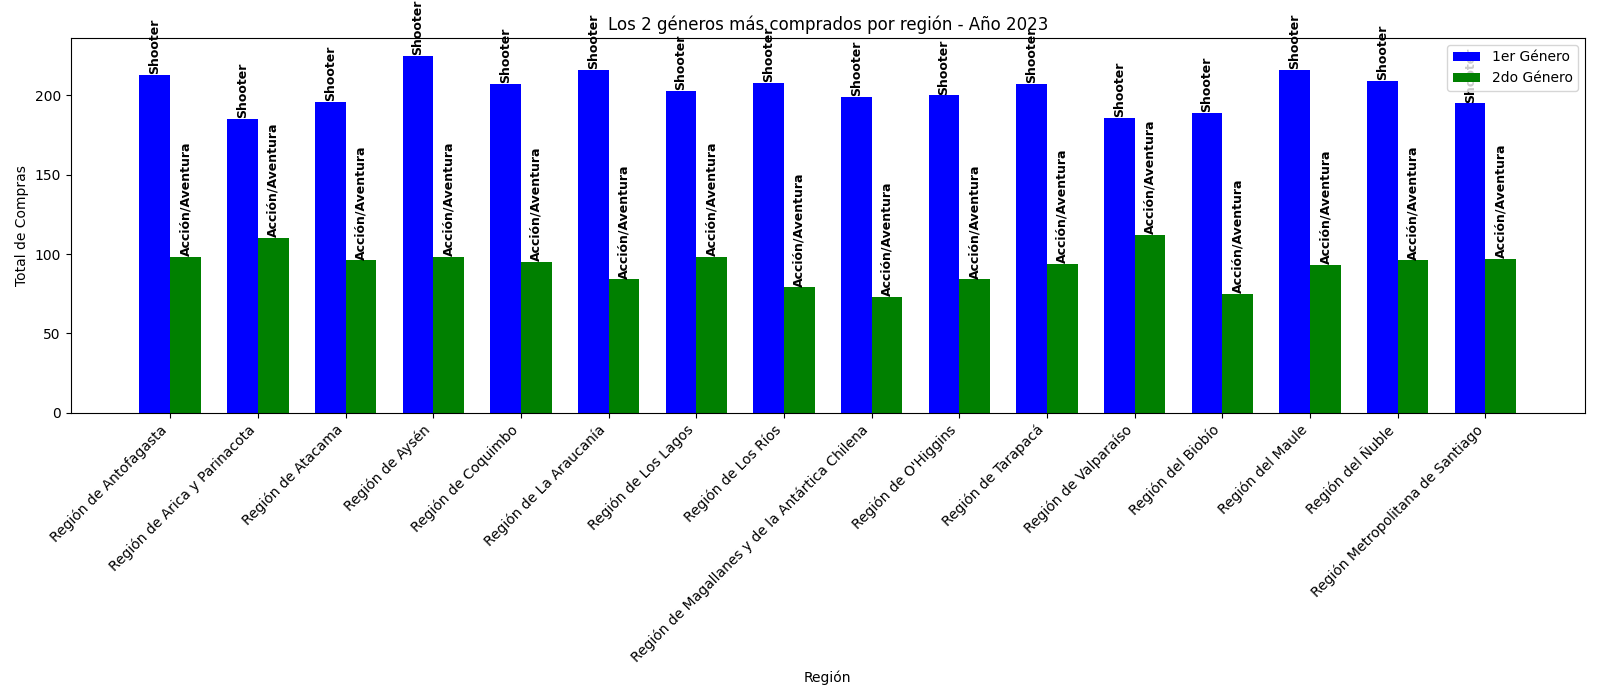 Los 2 géneros más comprados por región - Año 2023
1er Género
2do Género
Total de Compras
200
150
100
50
0
Shooter
Acción/Aventura
Shooter
Acción/Aventura
Shooter
Acción/Aventura
Shooter
Acción/Aventura
Shooter
Acción/Aventura
Shooter
Acción/Aventura
Shooter
Acción/Aventura
Shooter
Acción/Aventura
Shooter
Acción/Aventura
Shooter
Acción/Aventura
Shooter
Acción/Aventura
Shooter
Acción/Aventura
Shooter
Acción/Aventura
Shooter
Acción/Aventura
Shooter
Acción/Aventura
Shooter
Acción/Aventura
Región de Antofagasta
Región de Arica y Parinacota
Región de Atacama
Región de Aysén
Región de Coquimbo
Región de La Araucanía
Región de Los Lagos
Región de Los Ríos
Región de Magallanes y de la Antártica Chilena
Región de O'Higgins
Región de Tarapacá
Región de Valparaíso
Región del Biobío
Región del Maule
Región del Ñuble
Región Metropolitana de Santiago
Región